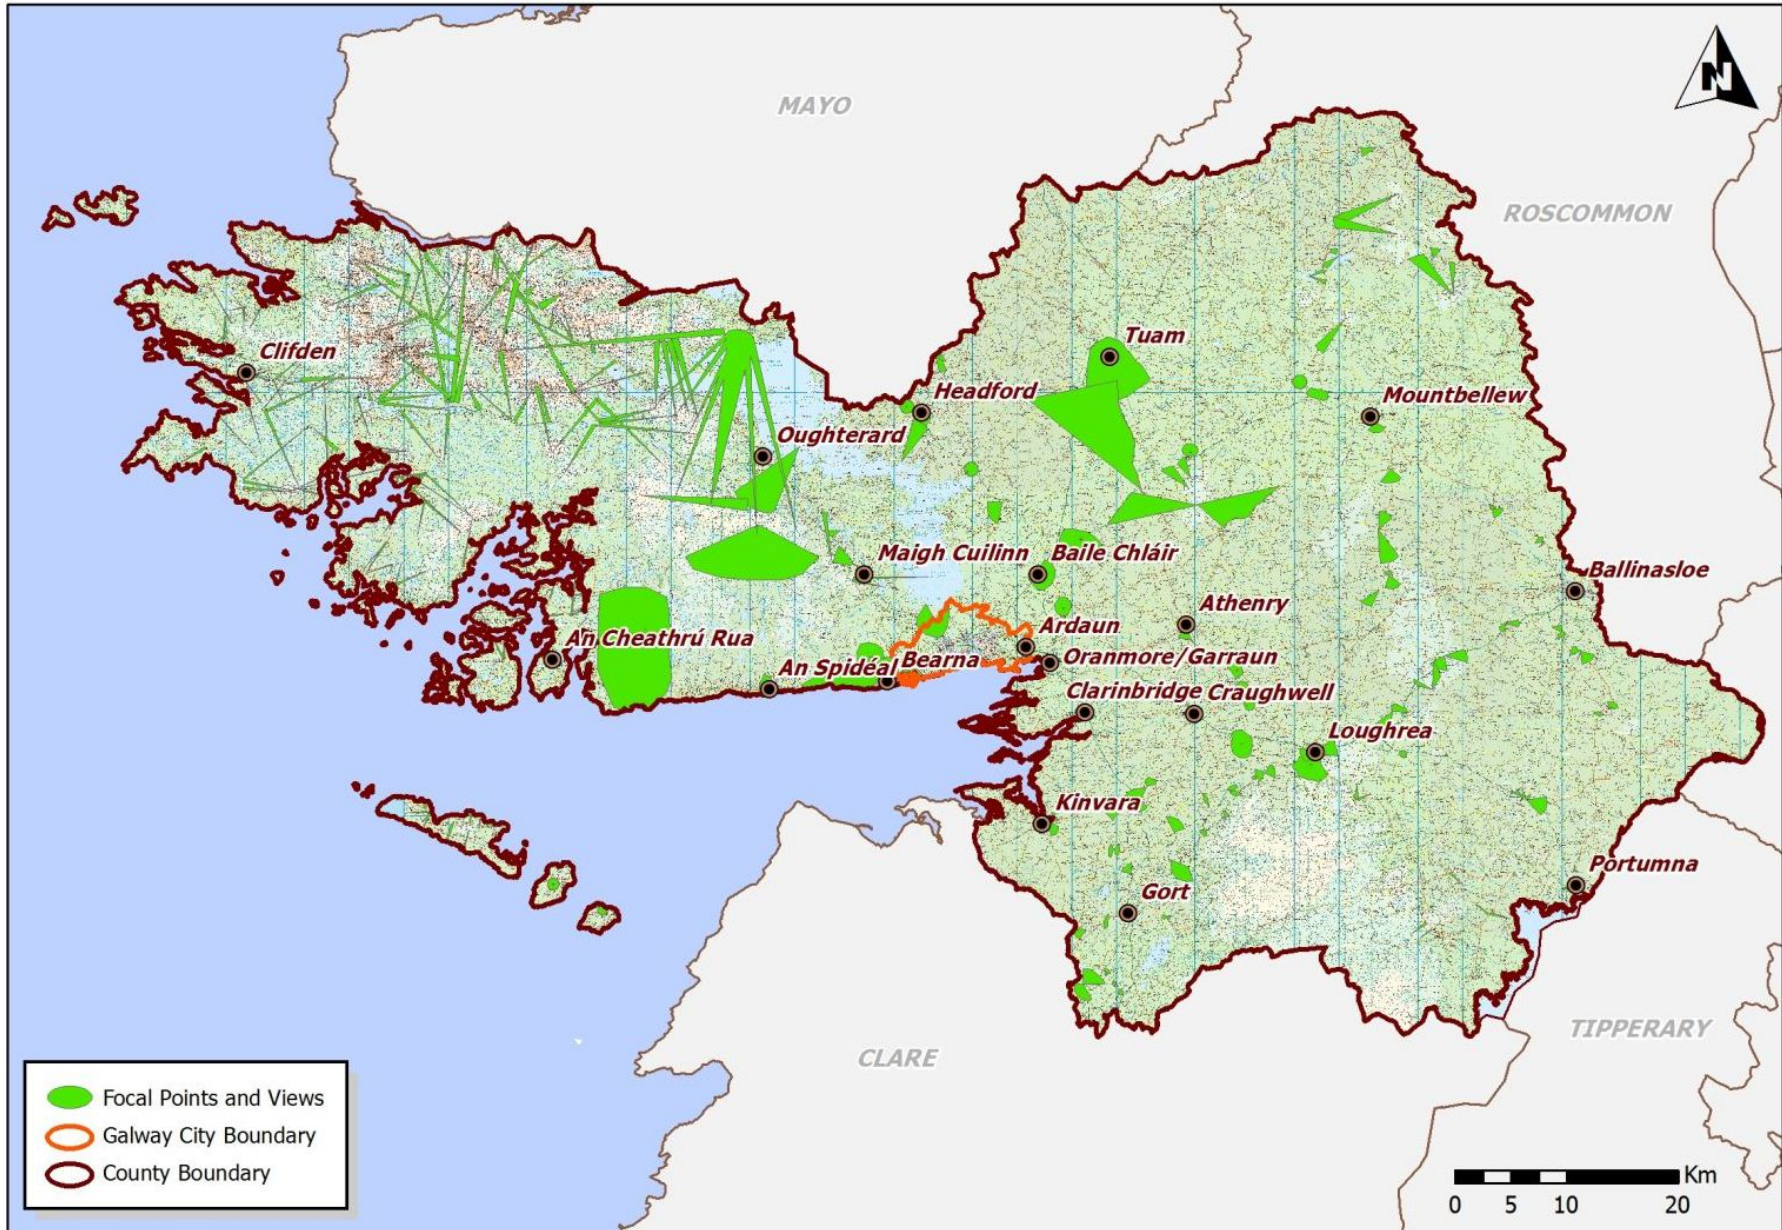 MAYO
N
ROSCOMMON
Clifden
Tuam
Headford
Mountbellew
Oughterard
Maigh Cuilinn
Baile Chláir
Ballinasloe
Athenry
Ardaun
An Cheathrú Rua
An Spidéal
Bearna
Oranmore/Garraun
Clarinbridge
Craughwell
Loughrea
Kinvara
Portumna
Gort
CLARE
TIPPERARY
Focal Points and Views
Galway City Boundary
County Boundary
Km
0 5 10 20